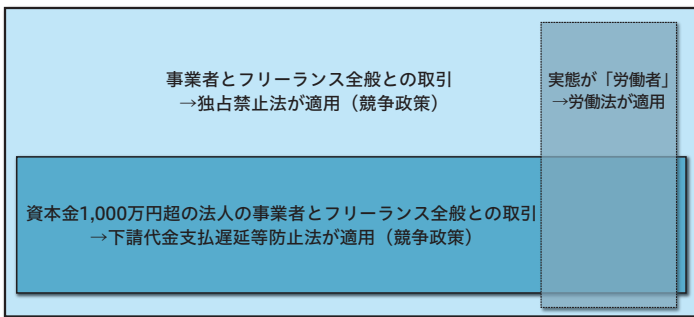 事業者とフリーランス全般との取引
→独占禁止法が適用（競争政策）
実態が「労働者」
→労働法が適用
資本金1,000万円超の法人の事業者とフリーランス全般との取引
→下請代金支払遅延等防止法が適用（競争政策）